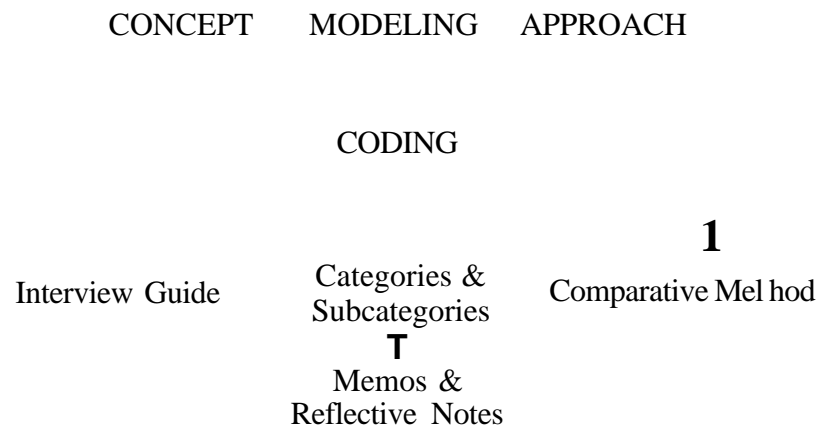 CONCEPT MODELING APPROACH
CODING
1
Interview Guide
Categories &
Subcategories
Comparative Mel hod
T
Memos &
Reflective Notes